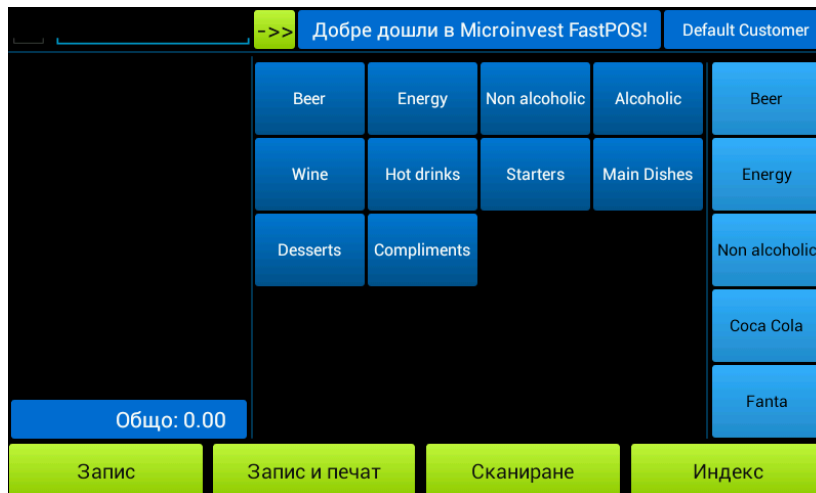 ->> Добре дошли в Microinvest FastPOS! Default Customer
Beer Energy Non alcoholic Alcoholic Beer
Wine Hot drinks Starters Main Dishes Energy
Desserts Compliments Non alcoholic
Coca Cola
Fanta
Общо: 0.00
Запис Запис и печат Сканиране Индекс